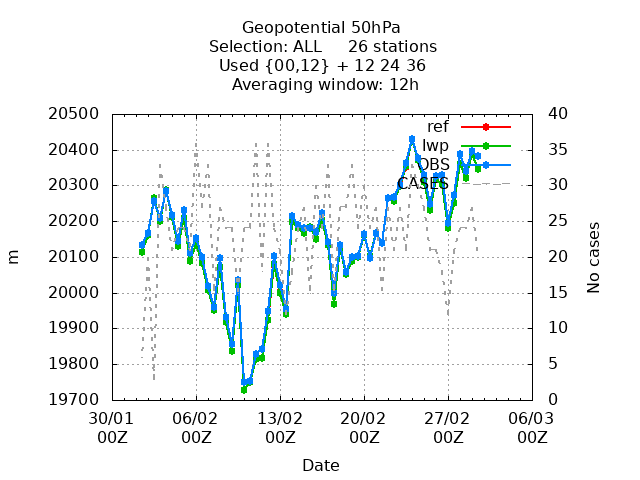 Geopotential 50hPa
Selection: ALL 26 stations
Used {00,12} + 12 24 36
Averaging window: 12h
20500
20400
20300
20200
20100
20000
19900
19800
19700
m
40
35
30
25
20
15
10
5
0
No cases
ref
lwp
OBS
CASES
30/01 06/02 13/02 20/02 27/02 06/03
00Z 00Z 00Z 00Z 00Z 00Z
Date